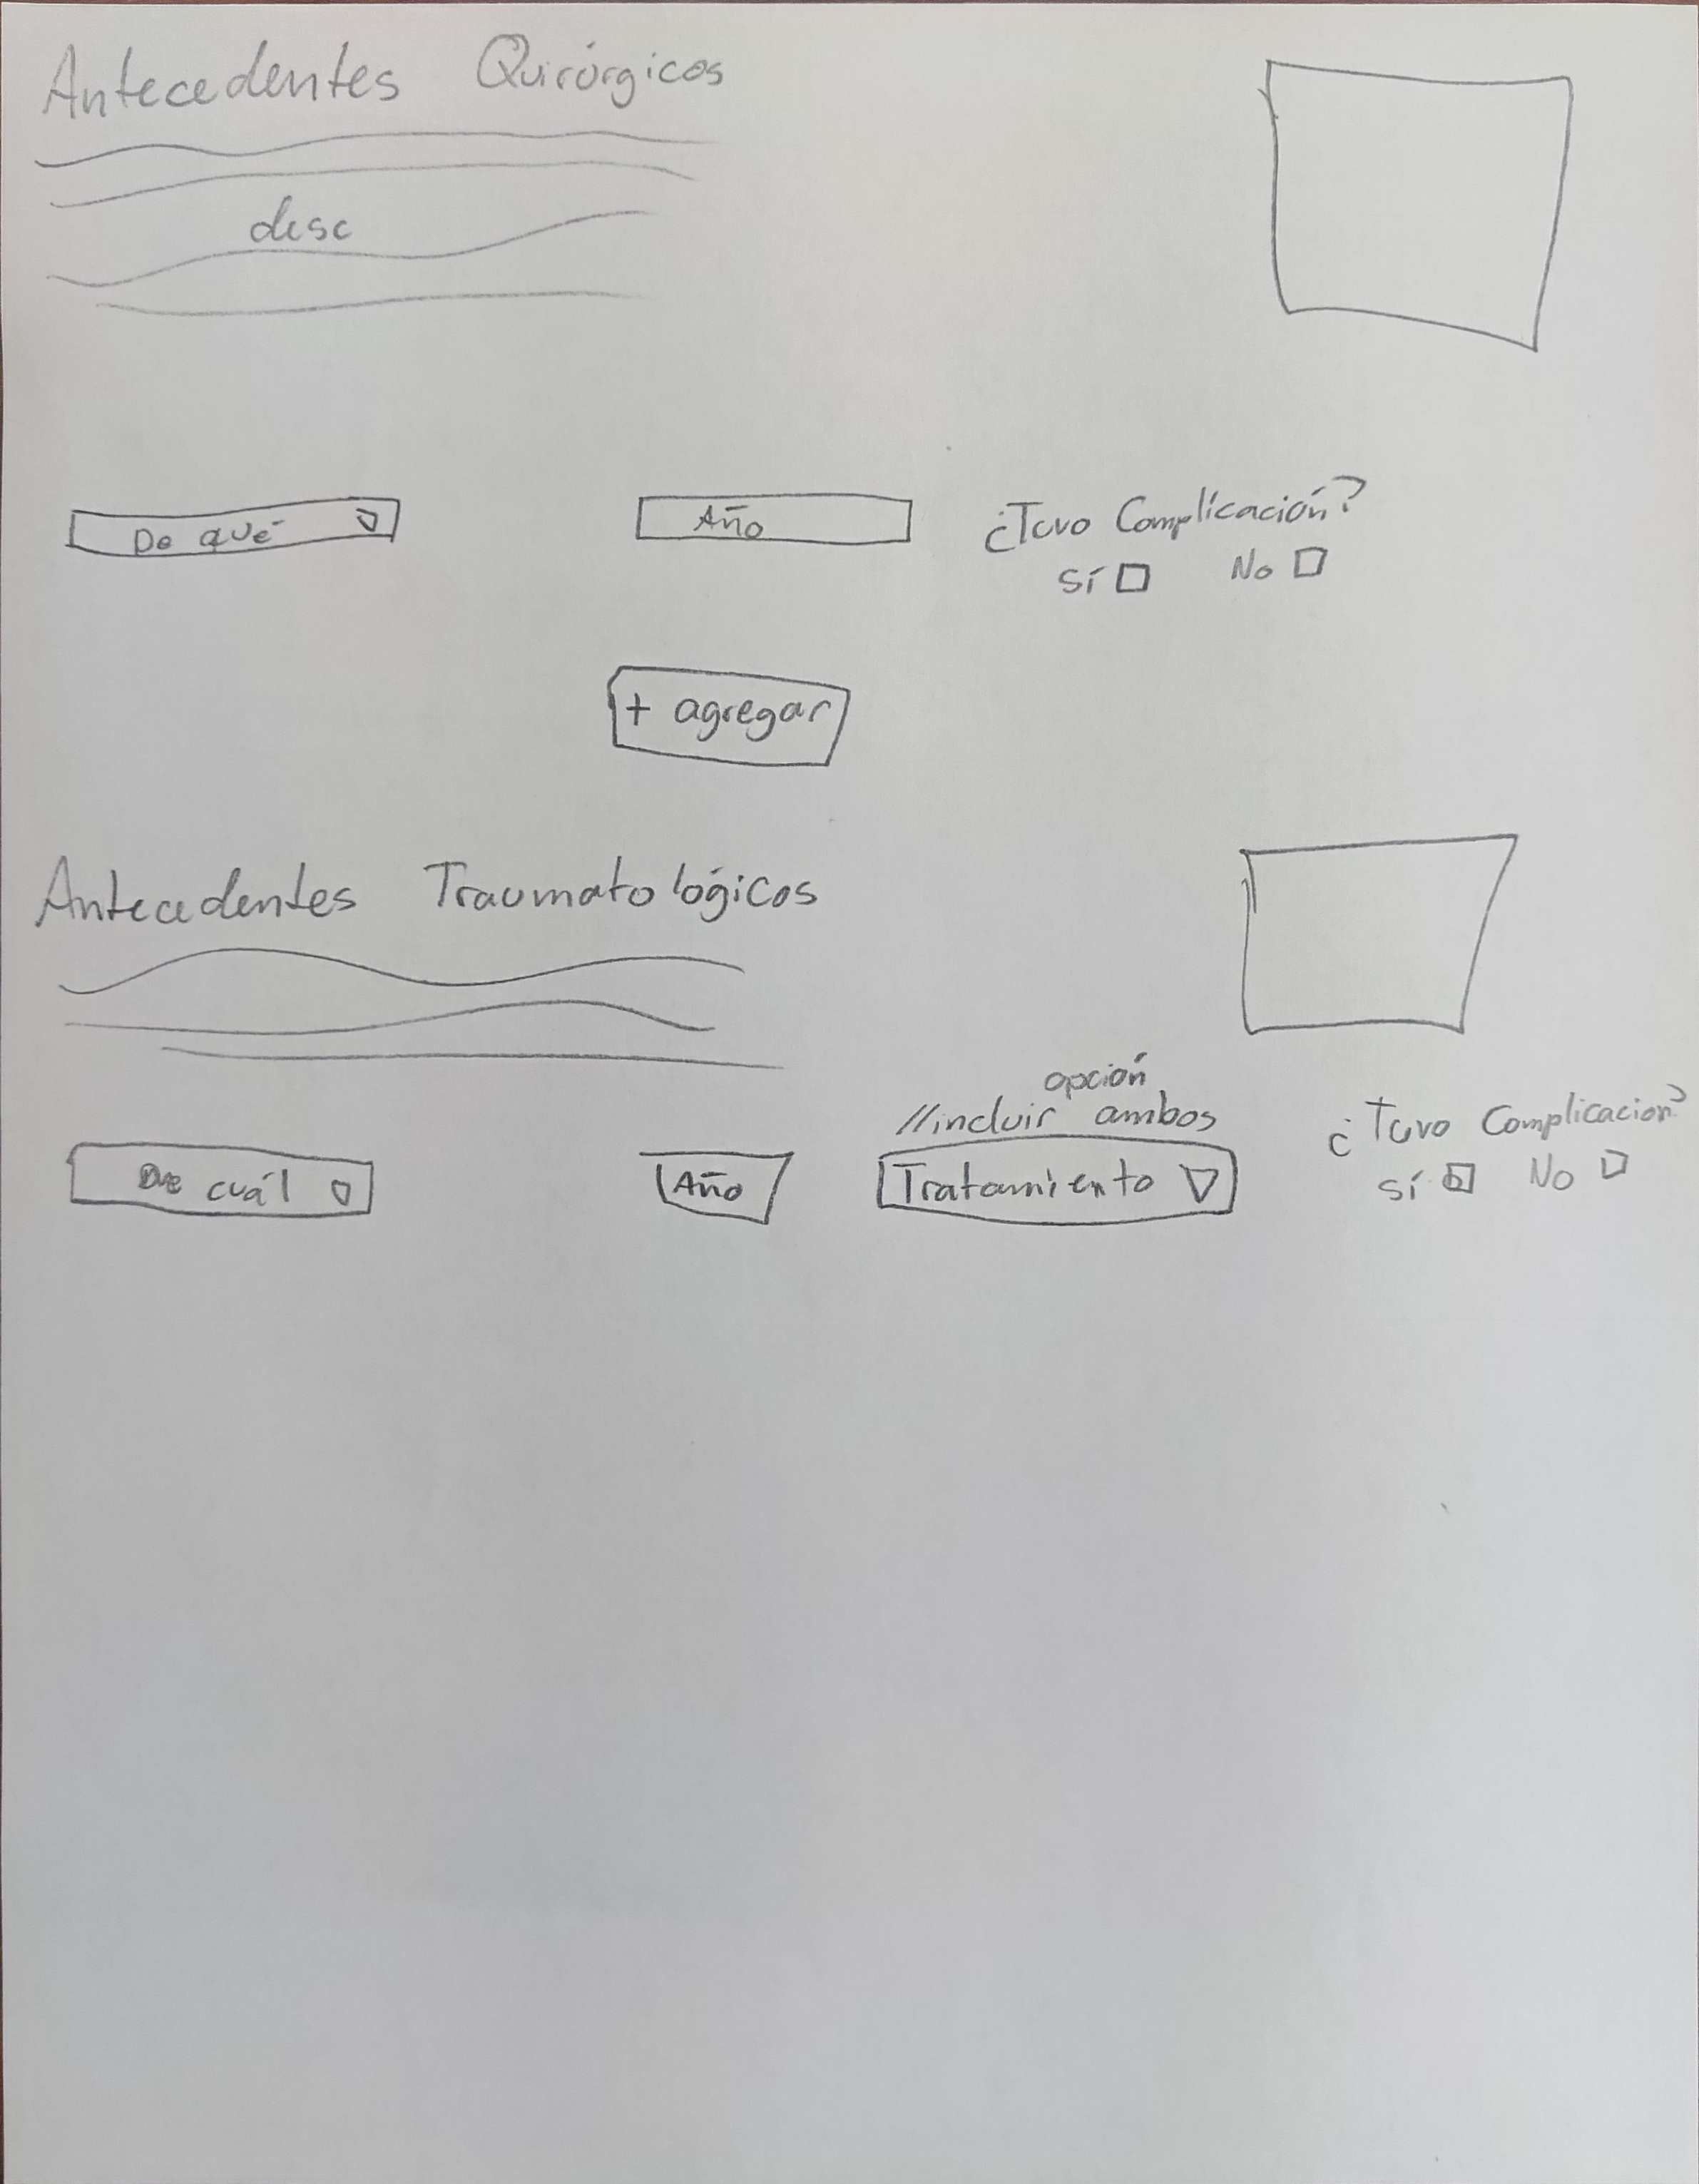 Antecedentes Quirúrgicos
desc
De qué
Año
¿Tuvo Complicación?
Sí No
+ agregar
Antecedentes Traumatológicos
opción
//incluir ambos
De cuál
Año
Tratamiento
¿Tuvo Complicacion?
Sí No